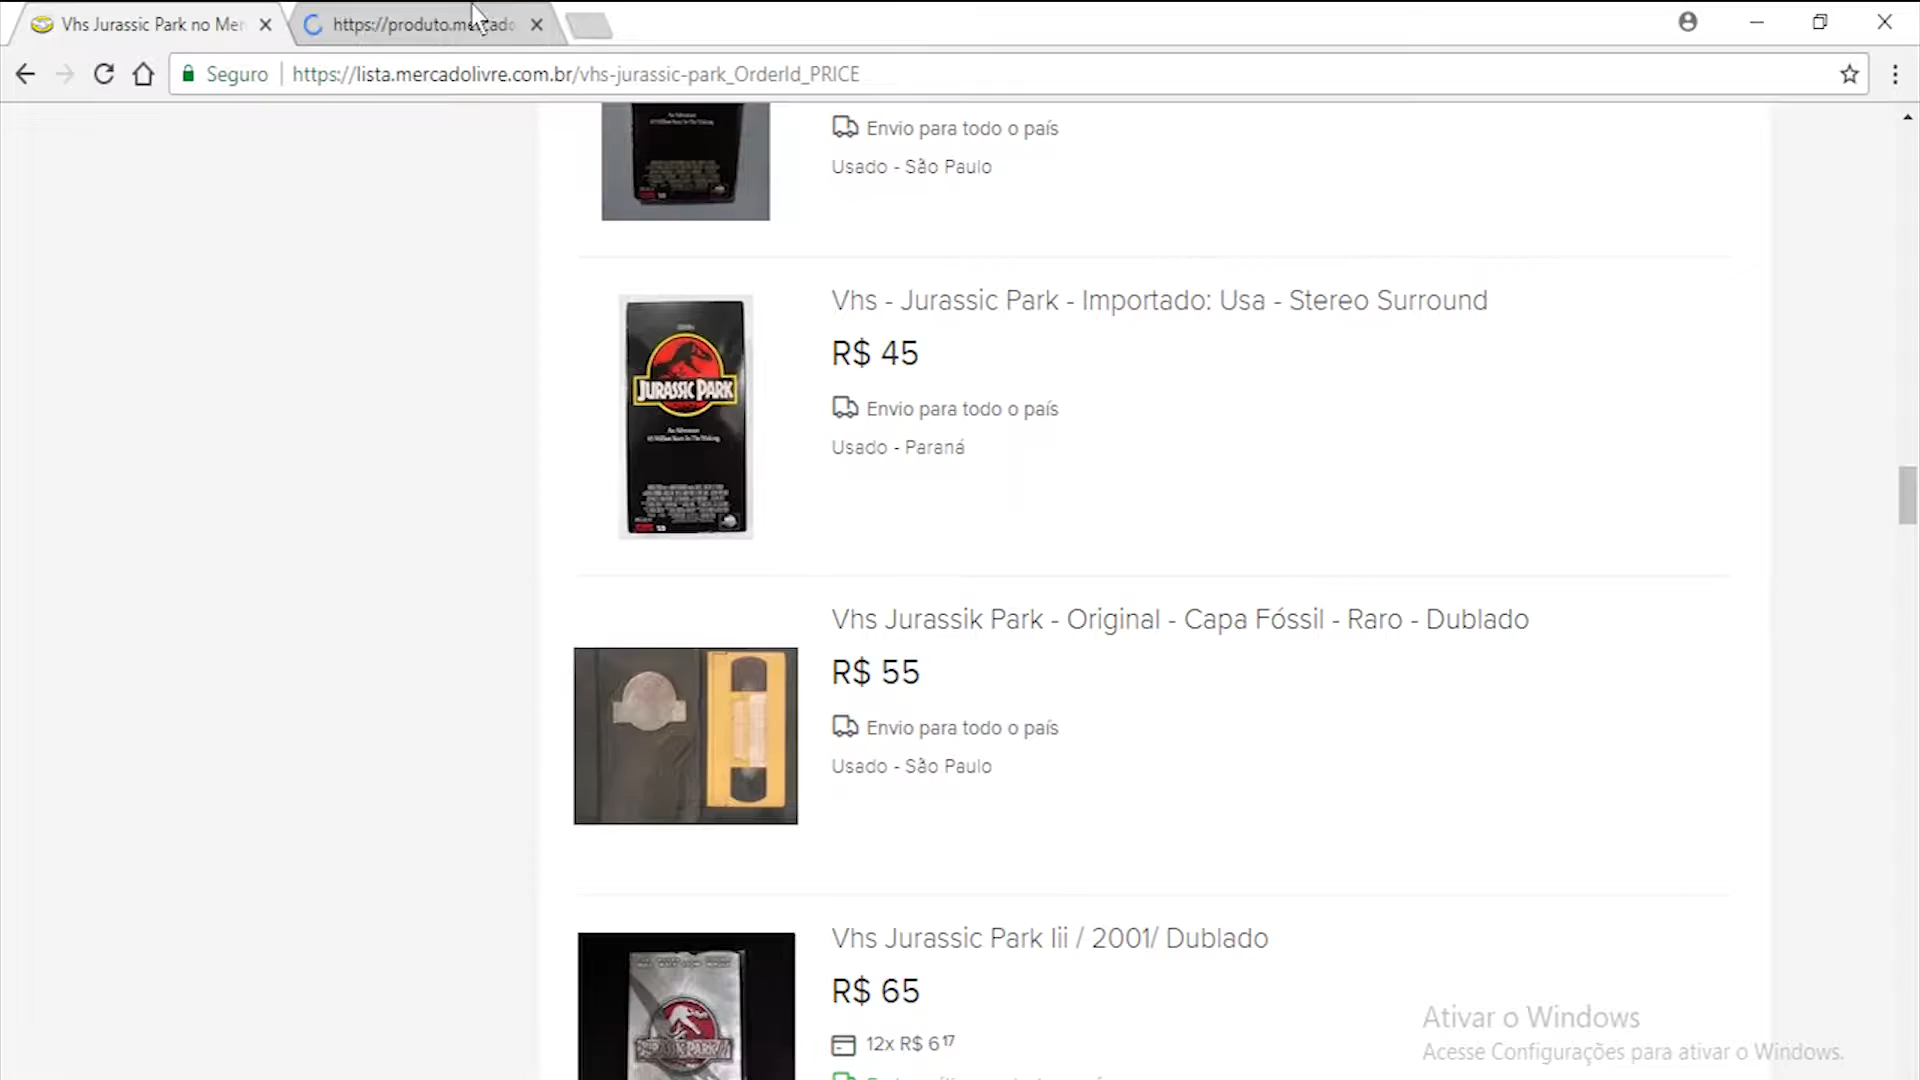 Vhs Jurassic Park no Mer
https://produto.mercado
Seguro
https://lista.mercadolivre.com.br/vhs-jurassic-park_OrderId_PRICE
Envio para todo o país
Usado - São Paulo
Vhs - Jurassic Park - Importado: Usa - Stereo Surround
R$ 45
Envio para todo o país
Usado - Paraná
JURASSIC PARK
Vhs Jurassik Park - Original - Capa Fóssil - Raro - Dublado
R$ 55
Envio para todo o país
Usado - São Paulo
Vhs Jurassic Park Iii / 2001/ Dublado
R$ 65
12x R$ 6 17
JURASSIC PARK
Ativar o Windows
Acesse Configurações para ativar o Windows.